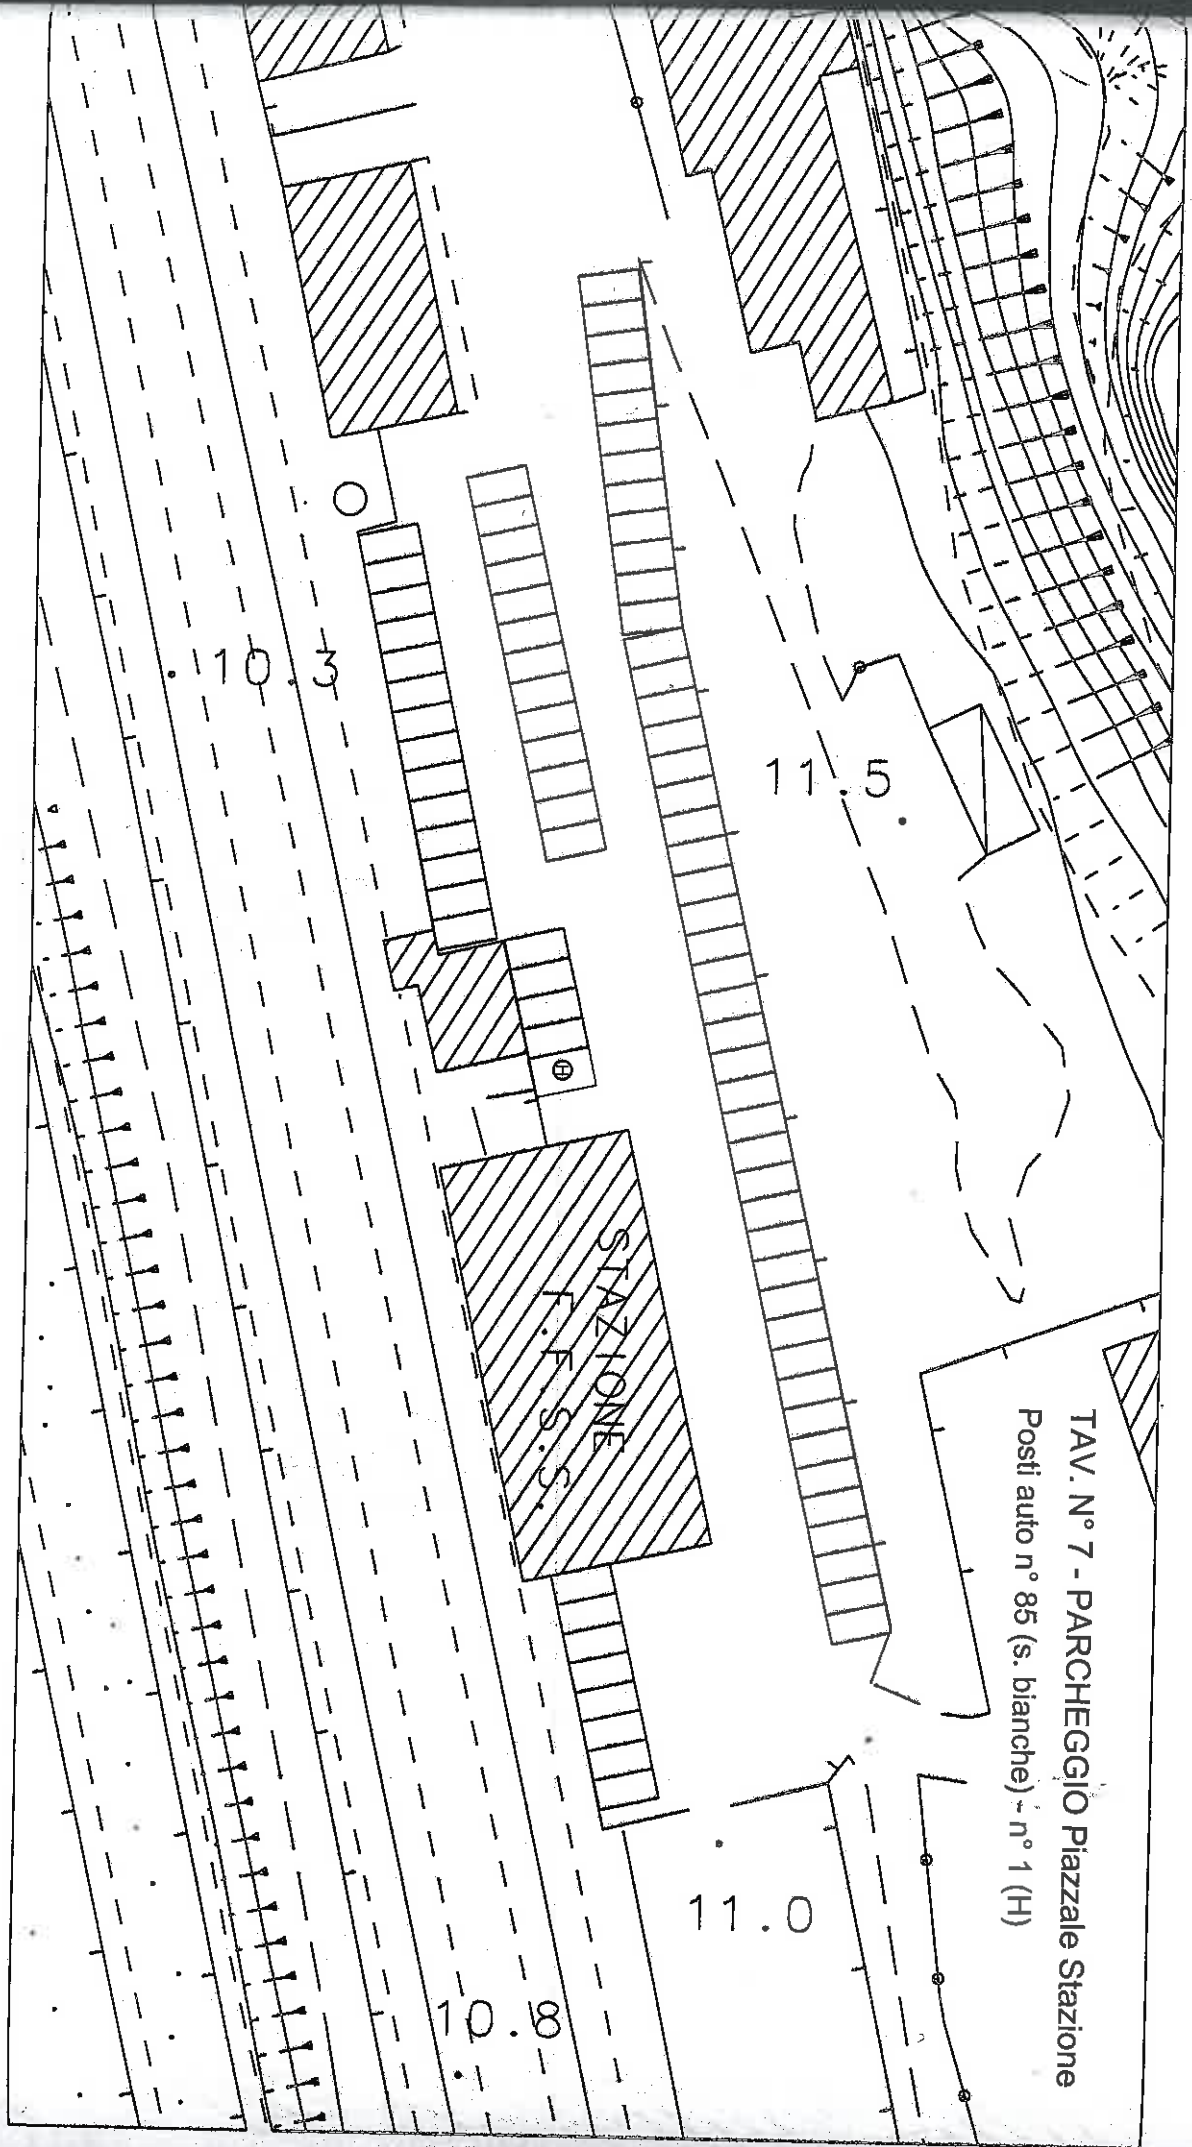 TAV. N° 7 - PARCHEGGIO Piazzale Stazione
Posti auto n° 85 (s. bianche) - n° 1 (H)
10.3
11.5
H
STAZIONE
F.F.S.S.
11.0
10.8